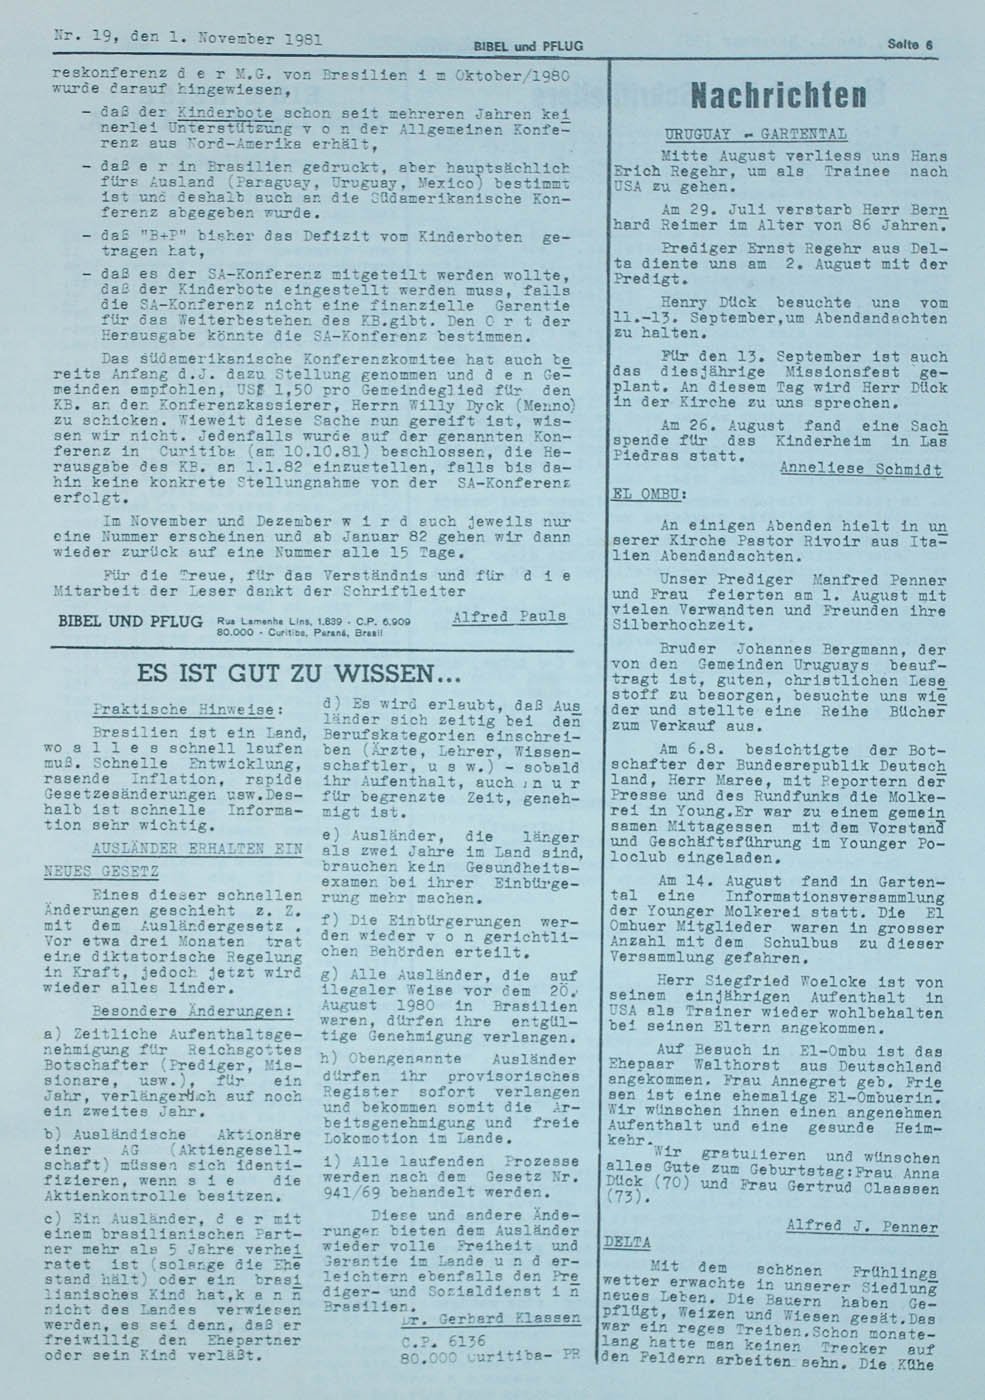 Nr. 19, den 1. November 1981
BIBEL und PFLUG
Seite 6
reskonferenz d e r M.G. von Brasilien i m Oktober/1980
wurde darauf hingewiesen,
- daß der Kinderbote schon seit mehreren Jahren kei
nerlei Unterstützung v o n der Allgemeinen Konfe-
renz aus Nord-Amerika erhält,
- daß e r in Brasilien gedruckt, aber hauptsächlich
fürs Ausland (Paraguay, Uruguay, Mexico) bestimmt
ist und deshalb auch an die Südamerikanische Kon-
ferenz abgegeben wurde.
- daß "B+P" bisher das Defizit vom Kinderboten ge-
tragen hat,
- daß es der SA-Konferenz mitgeteilt werden wollte,
daß der Kinderbote eingestellt werden muss, falls
die SA-Konferenz nicht eine finanzielle Garantie
für das Weiterbestehen des KB.gibt. Den O r t der
Herausgabe könnte die SA-Konferenz bestimmen.
Das südamerikanische Konferenzkomitee hat auch be
reits Anfang d.J. dazu Stellung genommen und d e n Ge-
meinden empfohlen, US$ 1,50 pro Gemeindeglied für den
KB. an den Konferenzkassierer, Herrn Willy Dyck (Menno)
zu schicken. Wieweit diese Sache nun gereift ist, wis-
sen wir nicht. Jedenfalls wurde auf der genannten Kon-
ferenz in Curitiba (am 10.10.81) beschlossen, die He-
rausgabe des KB. an 1.1.82 einzustellen, falls bis da-
hin keine konkrete Stellungnahme von der SA-Konferenz
erfolgt.
Im November und Dezember w i r d auch jeweils nur
eine Nummer erscheinen und ab Januar 82 gehen wir dann
wieder zurück auf eine Nummer alle 15 Tage.
Für die Treue, für das Verständnis und für d i e
Mitarbeit der Leser dankt der Schriftleiter
Alfred Pauls
BIBEL UND PFLUG
Rua Lamenha Lins, 1.839 - C.P. 6.909
80.000 - Curitiba, Paraná, Brasil
ES IST GUT ZU WISSEN...
Praktische Hinweise:
Brasilien ist ein Land,
wo a l l e s schnell laufen
muß. Schnelle Entwicklung,
rasende Inflation, rapide
Gesetzesänderungen usw.Des-
halb ist schnelle Informa-
tion sehr wichtig.
AUSLÄNDER ERHALTEN EIN
NEUES GESETZ
Eines dieser schnellen
Änderungen geschieht z. Z.
mit dem Ausländergesetz .
Vor etwa drei Monaten trat
eine diktatorische Regelung
in Kraft, jedoch jetzt wird
wieder alles linder.
Besondere Änderungen:
a) Zeitliche Aufenthaltsge-
nehmigung für Reichsgottes
Botschafter (Prediger, Mis-
sionare, usw.), für ein
Jahr, verlängerlich auf noch
ein zweites Jahr.
b) Ausländische Aktionäre
einer AG (Aktiengesell-
schaft) müssen sich identi-
fizieren, wenn s i e die
Aktienkontrolle besitzen.
c) Ein Ausländer, d e r mit
einem brasilianischen Part-
ner mehr als 5 Jahre verhei
ratet ist (solange die Ehe
stand hält) oder ein brasi
lianisches Kind hat,k a n n
nicht des Landes verwiesen
werden, es sei denn, daß er
freiwillig den Ehepartner
oder sein Kind verläßt.
d) Es wird erlaubt, daß Aus
länder sich zeitig bei den
Berufskategorien einschrei-
ben (Ärzte, Lehrer, Wissen-
schaftler, u s w.) - sobald
ihr Aufenthalt, auch n u r
für begrenzte Zeit, geneh-
migt ist.
e) Ausländer, die länger
als zwei Jahre im Land sind,
brauchen kein Gesundheits-
examen bei ihrer Einbürge-
rung mehr machen.
f) Die Einbürgerungen wer-
den wieder v o n gerichtli-
chen Behörden erteilt.
g) Alle Ausländer, die auf
ilegaler Weise vor dem 20.
August 1980 in Brasilien
waren, dürfen ihre entgül-
tige Genehmigung verlangen.
h) Obengenannte Ausländer
dürfen ihr provisorisches
Register sofort verlangen
und bekommen somit die Ar-
beitsgenehmigung und freie
Lokomotion im Lande.
i) Alle laufenden Prozesse
werden nach dem Gesetz Nr.
941/69 behandelt werden.
Diese und andere Ände-
rungen bieten dem Ausländer
wieder volle Freiheit und
Garantie im Lande u n d er-
leichtern ebenfalls den Pre
diger- und Sozialdienst i n
Brasilien.
Dr. Gerhard Klassen
C.P. 6136
80.000 Curitiba- PR
Nachrichten
URUGUAY - GARTENTAL
Mitte August verliess uns Hans
Erich Regehr, um als Trainee nach
USA zu gehen.
Am 29. Juli verstarb Herr Bern
hard Reimer im Alter von 86 Jahren.
Prediger Ernst Regehr aus Del-
ta diente uns am 2. August mit der
Predigt.
Henry Dück besuchte uns vom
11.-13. September,um Abendandachten
zu halten.
Für den 13. September ist auch
das diesjährige Missionsfest ge-
plant. An diesem Tag wird Herr Dück
in der Kirche zu uns sprechen.
Am 26. August fand eine Sach
spende für das Kinderheim in Las
Piedras statt.
Anneliese Schmidt
EL OMBU:
An einigen Abenden hielt in un
serer Kirche Pastor Rivoir aus Ita-
lien Abendandachten.
Unser Prediger Manfred Penner
und Frau feierten am 1. August mit
vielen Verwandten und Freunden ihre
Silberhochzeit.
Bruder Johannes Bergmann, der
von den Gemeinden Uruguays beauf-
tragt ist, guten, christlichen Lese
stoff zu besorgen, besuchte uns wie
der und stellte eine Reihe Bücher
zum Verkauf aus.
Am 6.8. besichtigte der Bot-
schafter der Bundesrepublik Deutsch
land, Herr Maree, mit Reportern der
Presse und des Rundfunks die Molke-
rei in Young.Er war zu einem gemein
samen Mittagessen mit dem Vorstand
und Geschäftsführung im Younger Po-
loclub eingeladen.
Am 14. August fand in Garten-
tal eine Informationsversammlung
der Younger Molkerei statt. Die El
Ombuer Mitglieder waren in grosser
Anzahl mit dem Schulbus zu dieser
Versammlung gefahren.
Herr Siegfried Woelcke ist von
seinem einjährigen Aufenthalt in
USA als Trainer wieder wohlbehalten
bei seinen Eltern angekommen.
Auf Besuch in El-Ombu ist das
Ehepaar Walthorst aus Deutschland
angekommen. Frau Annegret geb. Frie
sen ist eine ehemalige El-Ombuerin.
Wir wünschen ihnen einen angenehmen
Aufenthalt und eine gesunde Heim-
kehr.
Wir gratulieren und wünschen
alles Gute zum Geburtstag:Frau Anna
Dück (70) und Frau Gertrud Claassen
(73).
Alfred J. Penner
DELTA
Mit dem schönen Frühlings
wetter erwachte in unserer Siedlung
neues Leben. Die Bauern haben Ge-
pflügt, Weizen und Wiesen gesät.Das
war ein reges Treiben.Schon monate-
lang hatte man keinen Trecker auf
den Feldern arbeiten sehn. Die Kühe